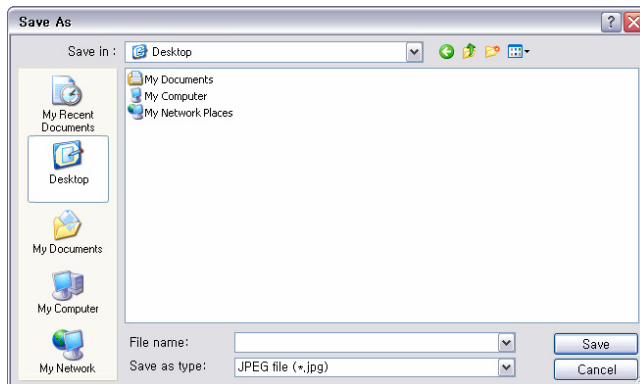 Save As
Save in :
Desktop
My Recent
Documents
Desktop
My Documents
My Computer
My Network
My Documents
My Computer
My Network Places
File name:
Save
Save as type:
JPEG file (*.jpg)
Cancel